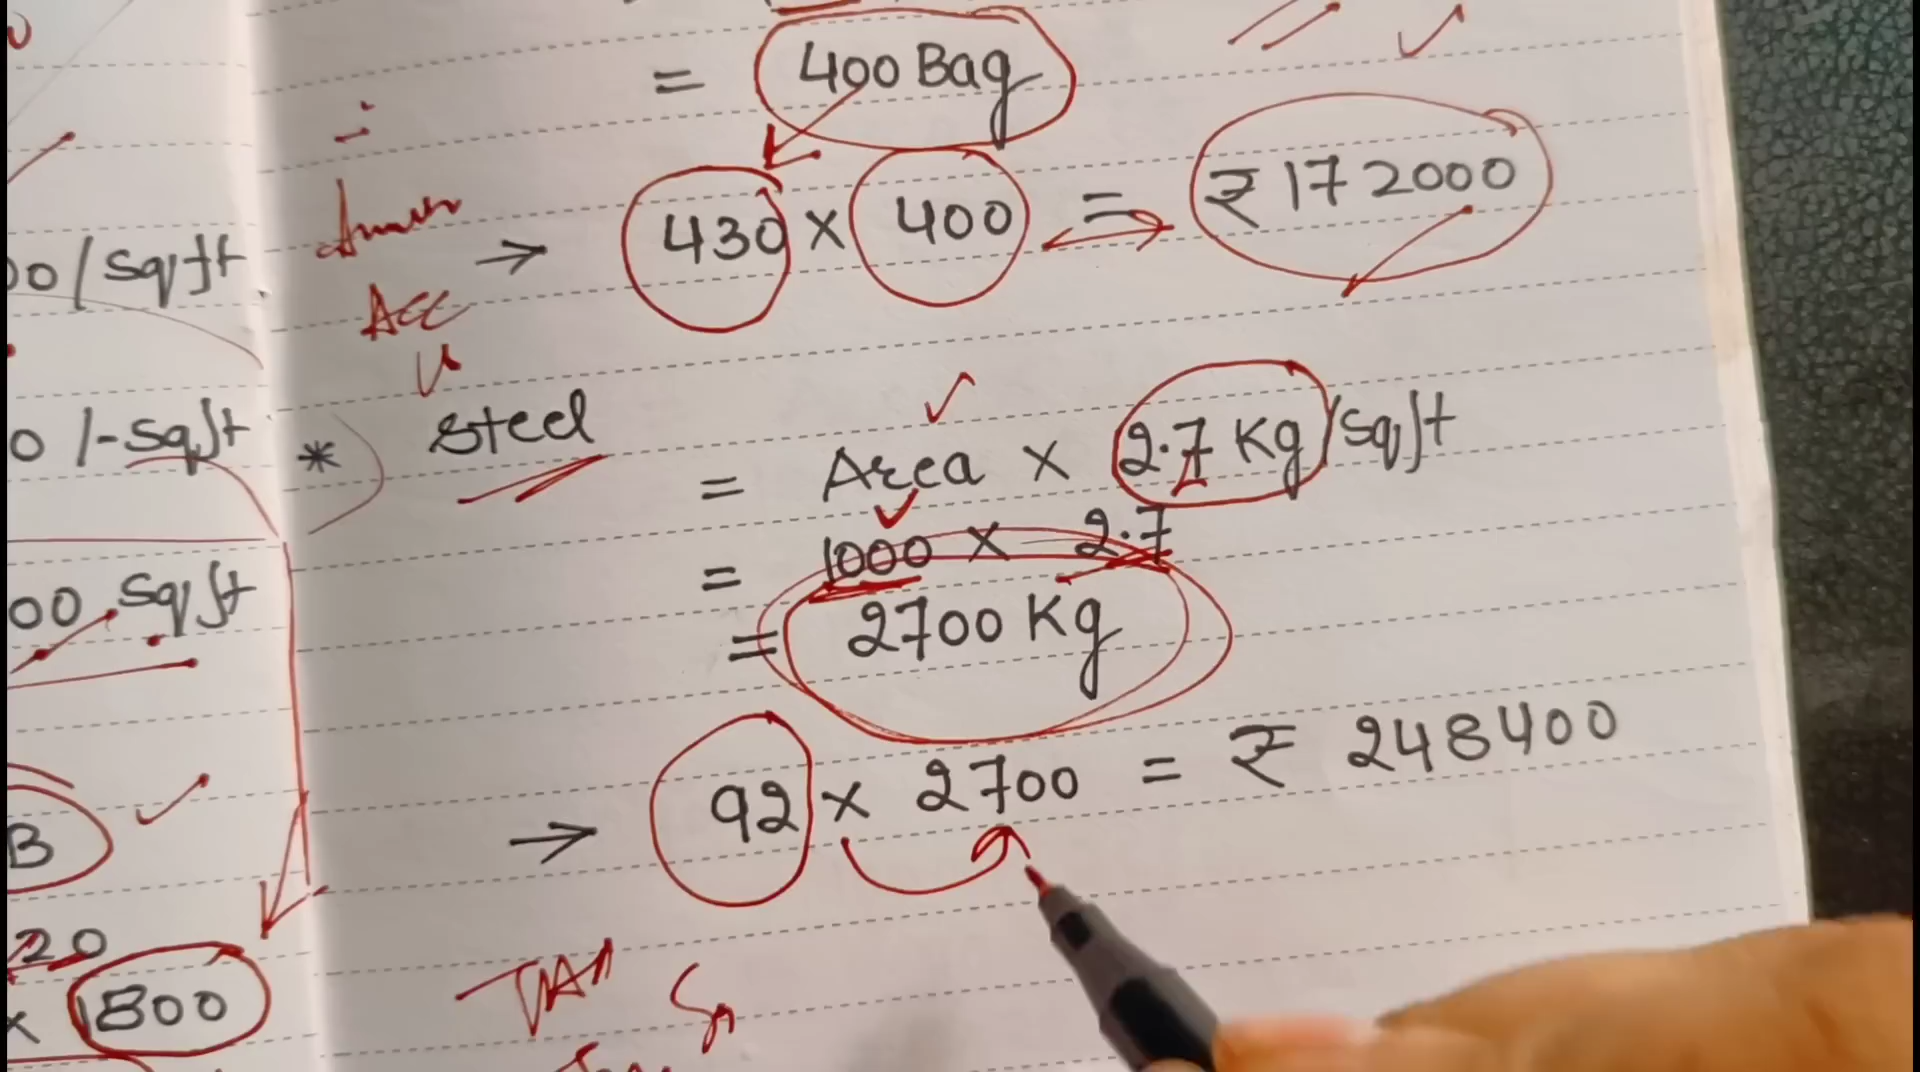 = 400 Bag
→ 430 × 400 = ₹ 172000
ACC
* Steel
= Area × 2.7 Kg/sqft
= 1000 × 2.7
= 2700 Kg
→ 92 × 2700 = ₹ 248400
00/sqft
0/-sqft
00 sqft
B
20
× 1800